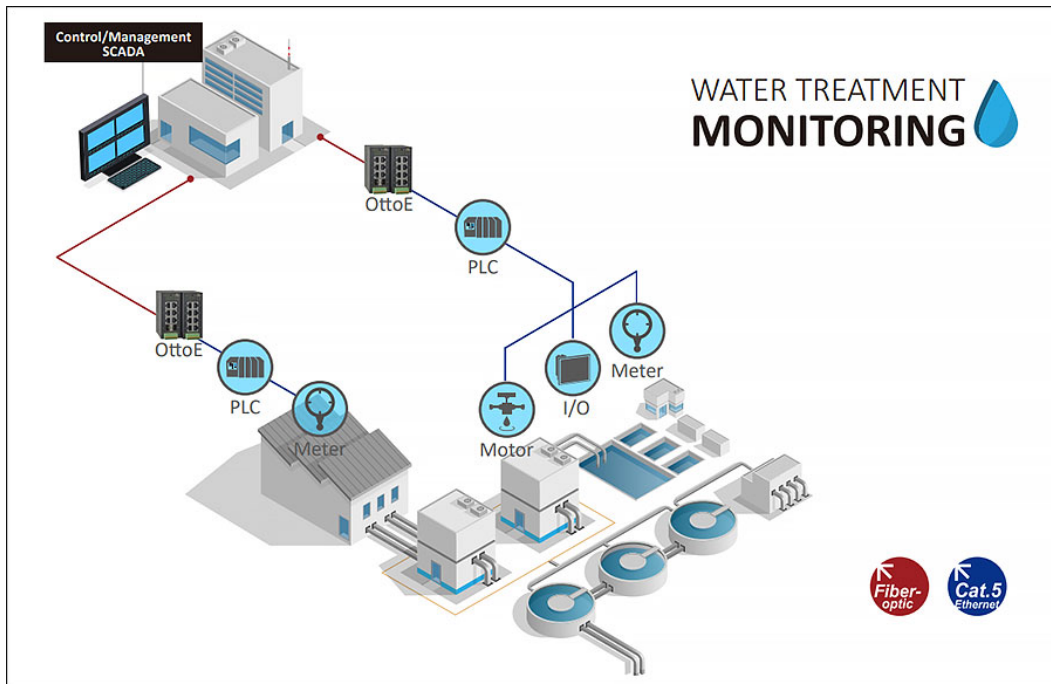 Control/Management
SCADA
WATER TREATMENT
MONITORING
OttoE
PLC
OttoE
PLC
Meter
Meter
I/O
Motor
Fiber-
optic
Cat.5
Ethernet